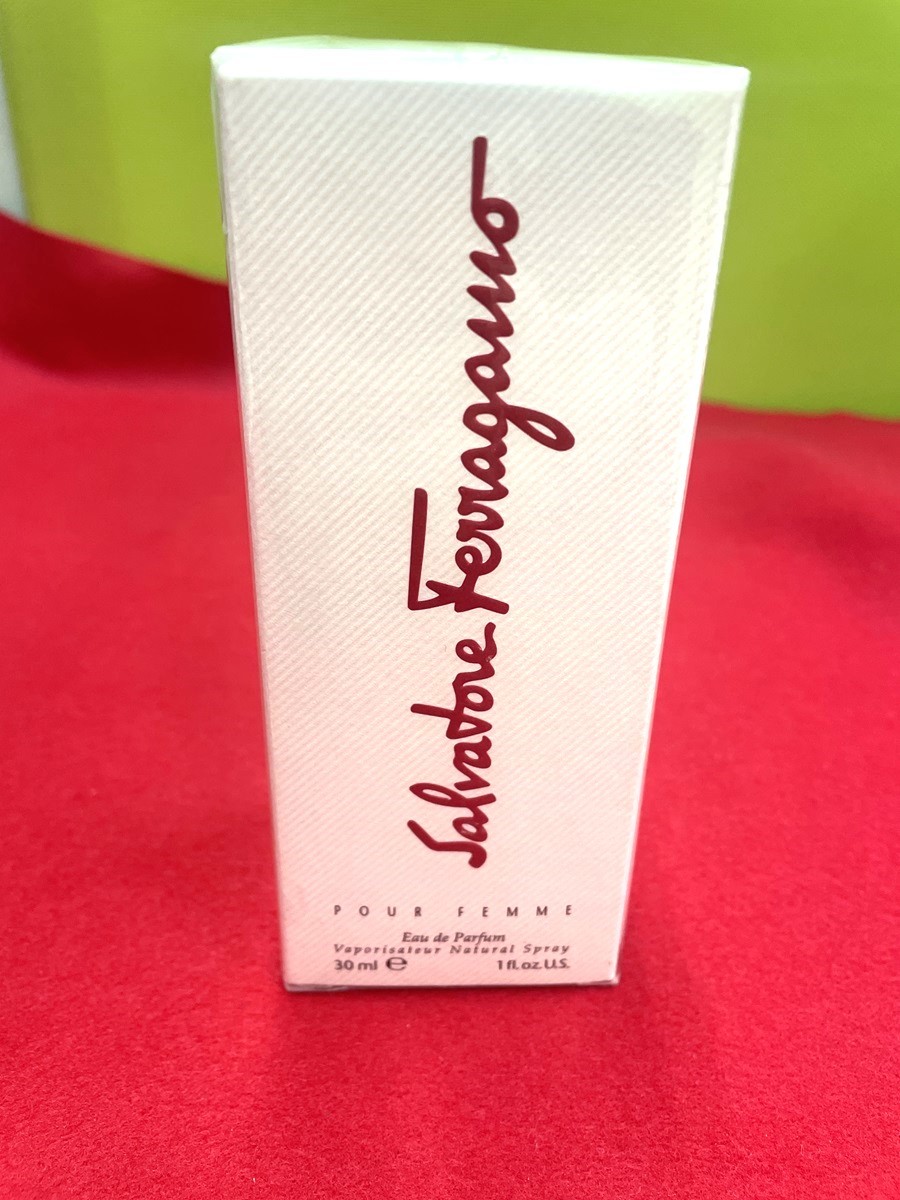 Salvatore Ferragamo
POUR FEMME
Eau de Parfum
Vaporisateur Natural Spray
30 ml e 1 fl.oz.U.S.